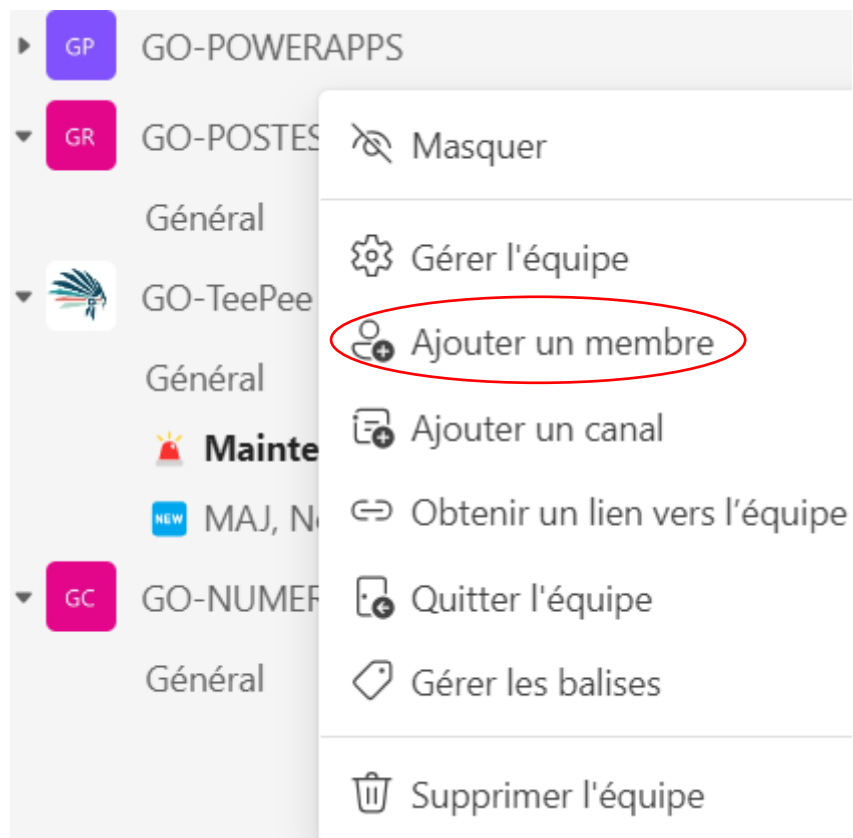 GP GO-POWERAPPS
GR GO-POSTES
Général
GO-TeePee
Général
Mainte
NEW MAJ, N
GC GO-NUMER
Général
Masquer
Gérer l'équipe
Ajouter un membre
Ajouter un canal
Obtenir un lien vers l’équipe
Quitter l'équipe
Gérer les balises
Supprimer l'équipe